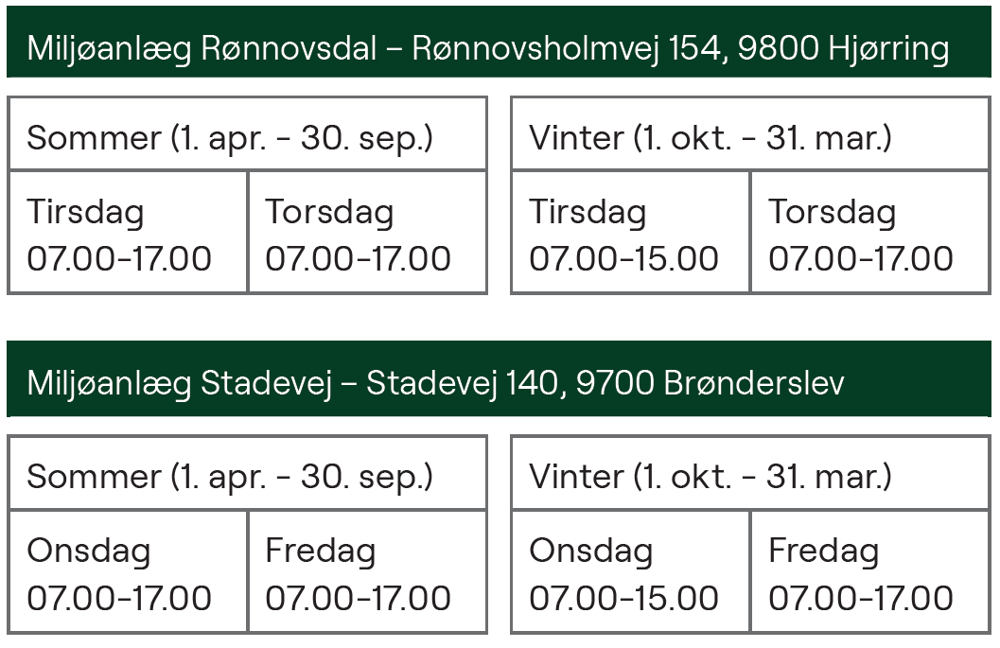 Miljøanlæg Rønnovsdal – Rønnovsholmvej 154, 9800 Hjørring
Sommer (1. apr. - 30. sep.)
Tirsdag
07.00-17.00
Torsdag
07.00-17.00
Vinter (1. okt. - 31. mar.)
Tirsdag
07.00-15.00
Torsdag
07.00-17.00
Miljøanlæg Stadevej – Stadevej 140, 9700 Brønderslev
Sommer (1. apr. - 30. sep.)
Onsdag
07.00-17.00
Fredag
07.00-17.00
Vinter (1. okt. - 31. mar.)
Onsdag
07.00-15.00
Fredag
07.00-17.00